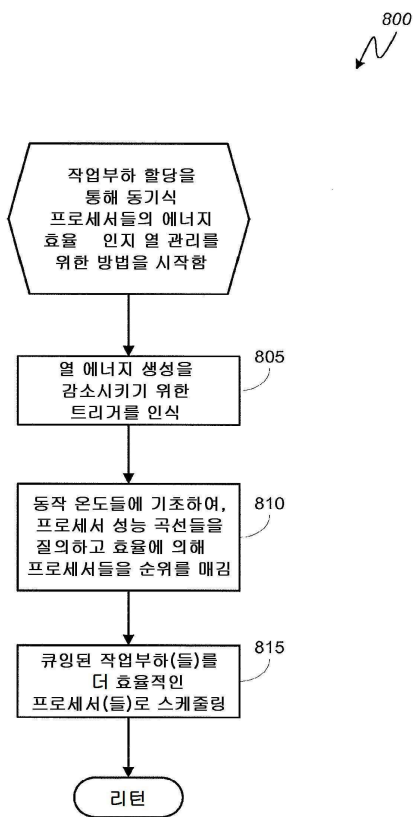 800
작업부하 할당을
통해 동기식
프로세서들의 에너지
효율 인지 열 관리를
위한 방법을 시작함
805
열 에너지 생성을
감소시키기 위한
트리거를 인식
810
동작 온도들에 기초하여,
프로세서 성능 곡선들을
질의하고 효율에 의해
프로세서들을 순위를 매김
815
큐잉된 작업부하(들)를
더 효율적인
프로세서(들)로 스케줄링
리턴